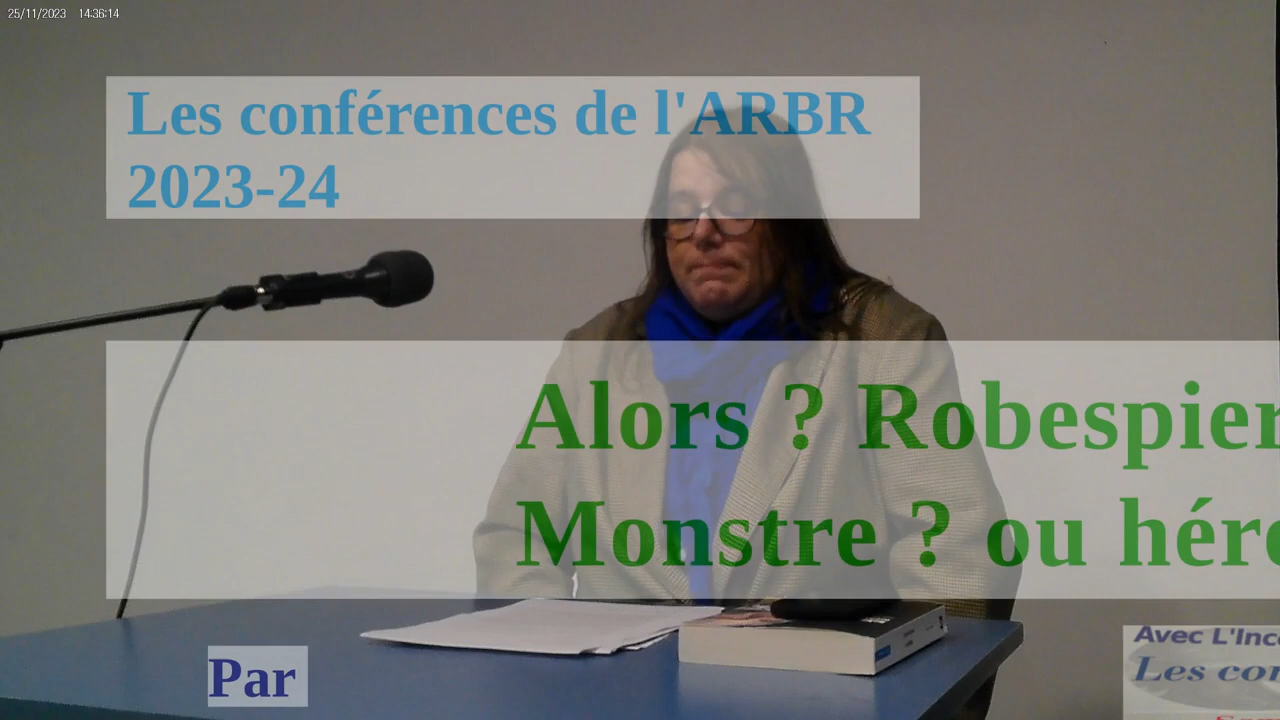 25/11/2023 14:36:14
Les conférences de l'ARBR
2023-24
Alors ? Robespier
Monstre ? ou hér
Par
Avec L'Inc
Les con